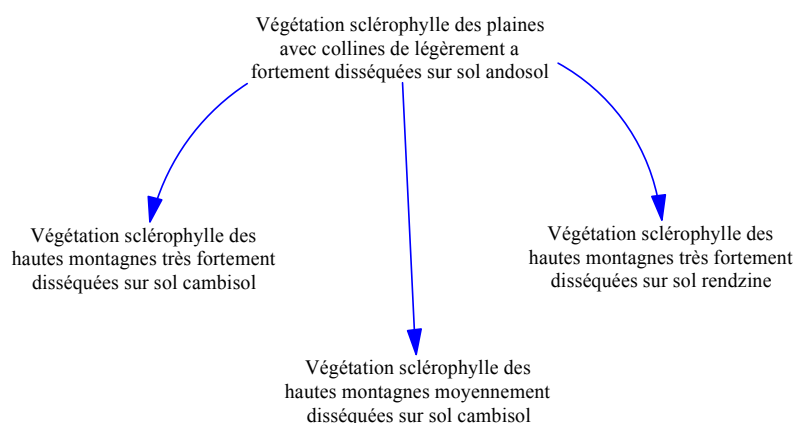 Végétation sclérophylle des plaines
avec collines de légèrement a
fortement disséquées sur sol andosol
Végétation sclérophylle des
hautes montagnes très fortement
disséquées sur sol cambisol
Végétation sclérophylle des
hautes montagnes très fortement
disséquées sur sol rendzine
Végétation sclérophylle des
hautes montagnes moyennement
disséquées sur sol cambisol